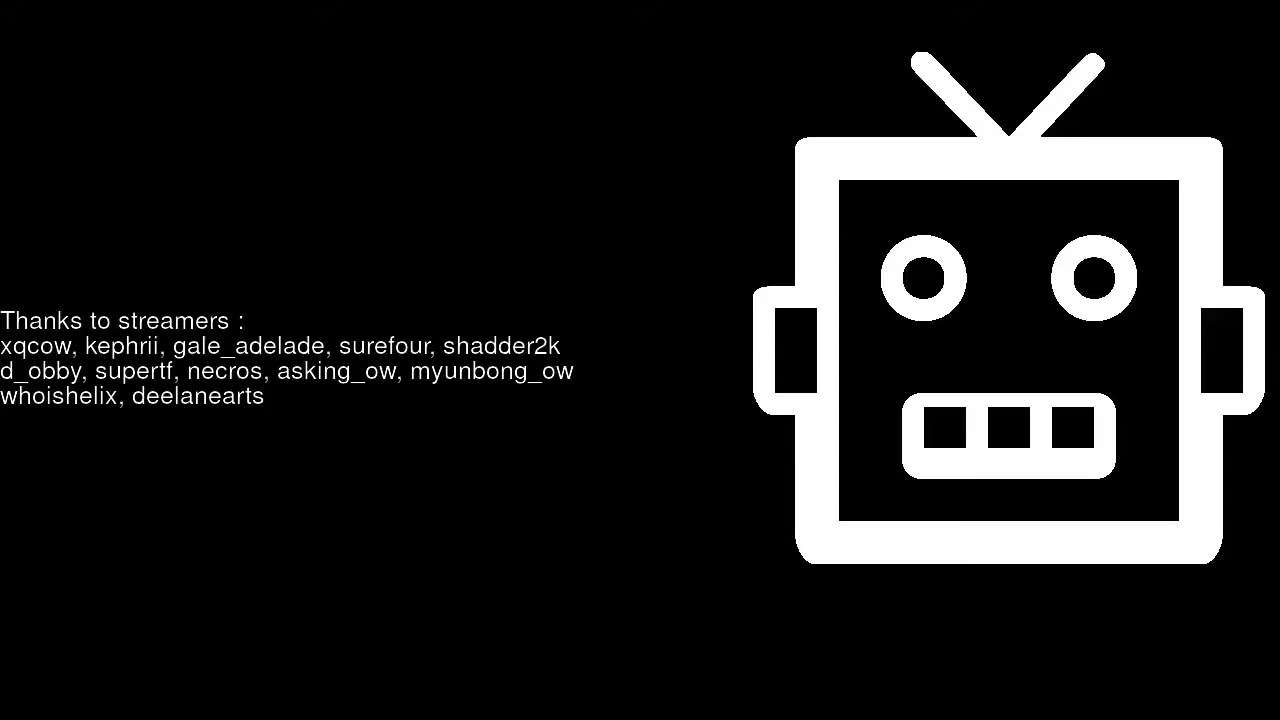 Thanks to streamers :
xqcow, kephrii, gale_adelade, surefour, shadder2k
d_obby, supertf, necros, asking_ow, myunbong_ow
whoishelix, deelanearts